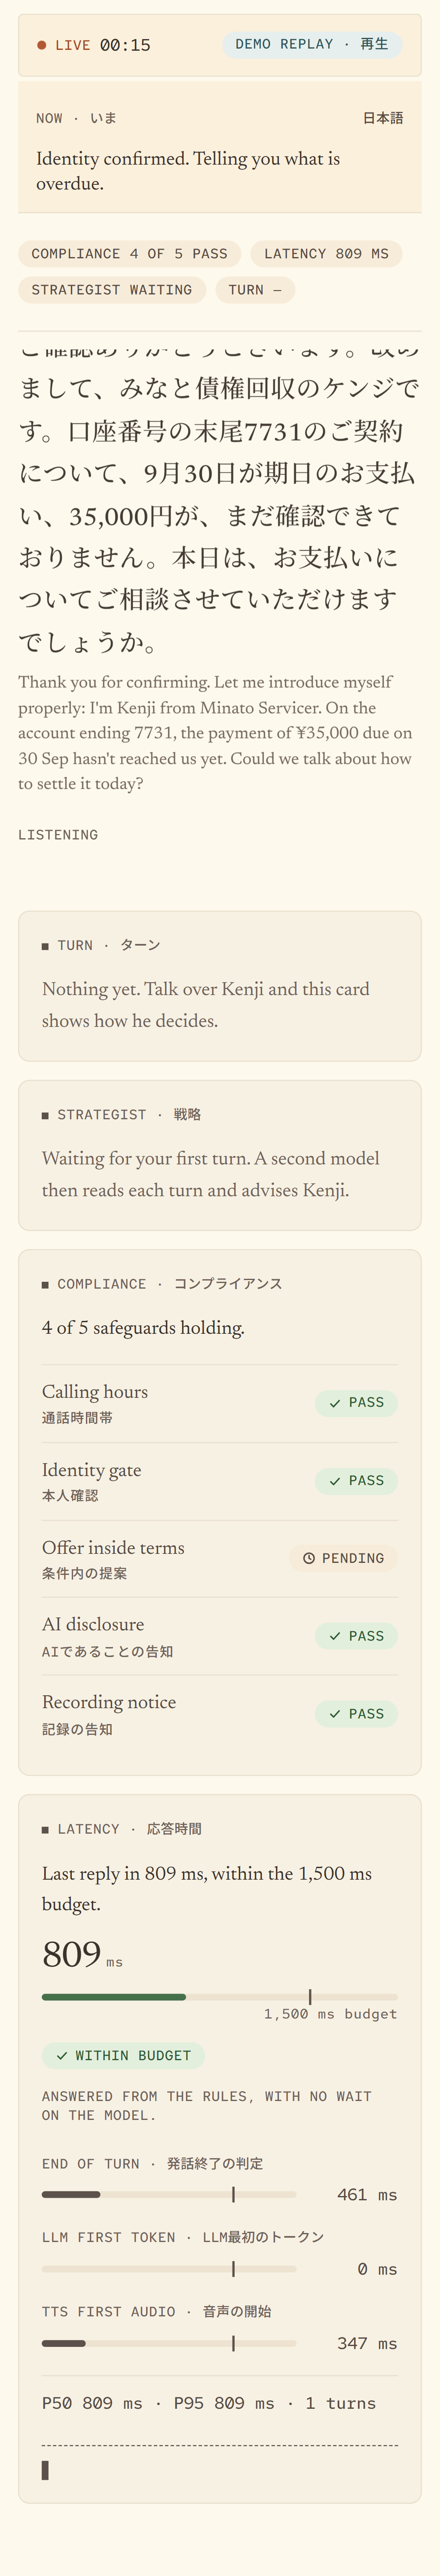 LIVE 00:15
DEMO REPLAY · 再生
NOW · いま
日本語
Identity confirmed. Telling you what is
overdue.
COMPLIANCE 4 OF 5 PASS
LATENCY 809 MS
STRATEGIST WAITING
TURN —
まして、みなと債権回収のケンジで
す。口座番号の末尾7731のご契約
について、9月30日が期日のお支払
い、35,000円が、まだ確認できて
おりません。本日は、お支払いに
ついてご相談させていただけます
でしょうか。
Thank you for confirming. Let me introduce myself
properly: I'm Kenji from Minato Servicer. On the
account ending 7731, the payment of ¥35,000 due on
30 Sep hasn't reached us yet. Could we talk about how
to settle it today?
LISTENING
TURN · ターン
Nothing yet. Talk over Kenji and this card
shows how he decides.
STRATEGIST · 戦略
Waiting for your first turn. A second model
then reads each turn and advises Kenji.
COMPLIANCE · コンプライアンス
4 of 5 safeguards holding.
Calling hours
通話時間帯
PASS
Identity gate
本人確認
PASS
Offer inside terms
条件内の提案
PENDING
AI disclosure
AIであることの告知
PASS
Recording notice
記録の告知
PASS
LATENCY · 応答時間
Last reply in 809 ms, within the 1,500 ms
budget.
809 ms
1,500 ms budget
WITHIN BUDGET
ANSWERED FROM THE RULES, WITH NO WAIT
ON THE MODEL.
END OF TURN · 発話終了の判定
461 ms
LLM FIRST TOKEN · LLM最初のトークン
0 ms
TTS FIRST AUDIO · 音声の開始
347 ms
P50 809 ms · P95 809 ms · 1 turns